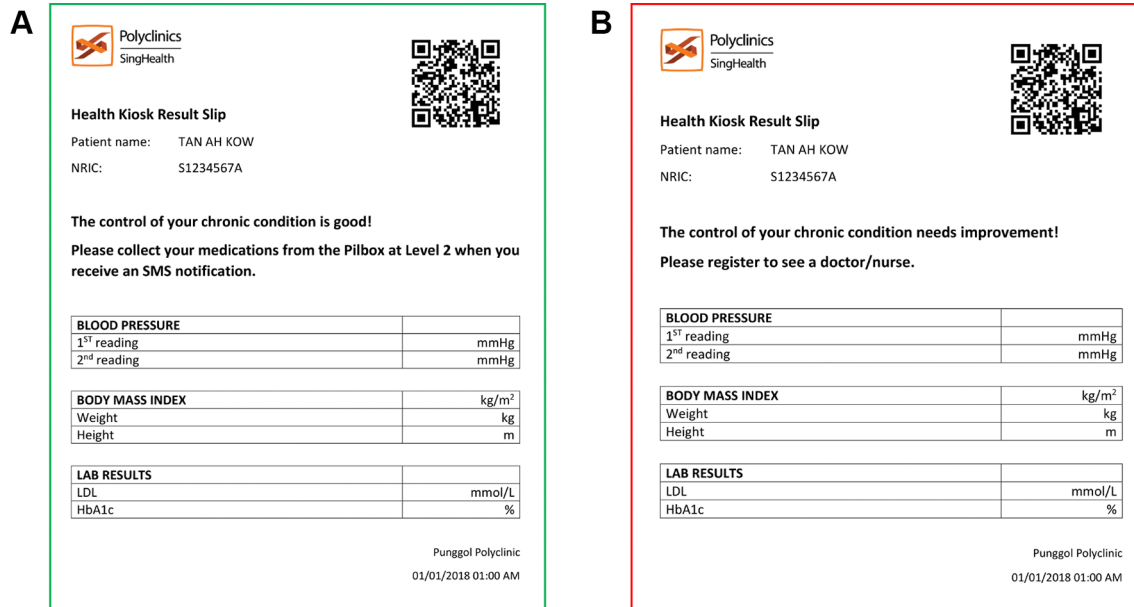 A
Polyclinics
SingHealth
Health Kiosk Result Slip
Patient name: TAN AH KOW
NRIC: S1234567A
The control of your chronic condition is good!
Please collect your medications from the Pilbox at Level 2 when you
receive an SMS notification.
BLOOD PRESSURE
1ST reading mmHg
2nd reading mmHg
BODY MASS INDEX kg/m²
Weight kg
Height m
LAB RESULTS
LDL mmol/L
HbA1c %
Punggol Polyclinic
01/01/2018 01:00 AM
B
Polyclinics
SingHealth
Health Kiosk Result Slip
Patient name: TAN AH KOW
NRIC: S1234567A
The control of your chronic condition needs improvement!
Please register to see a doctor/nurse.
BLOOD PRESSURE
1ST reading mmHg
2nd reading mmHg
BODY MASS INDEX kg/m²
Weight kg
Height m
LAB RESULTS
LDL mmol/L
HbA1c %
Punggol Polyclinic
01/01/2018 01:00 AM